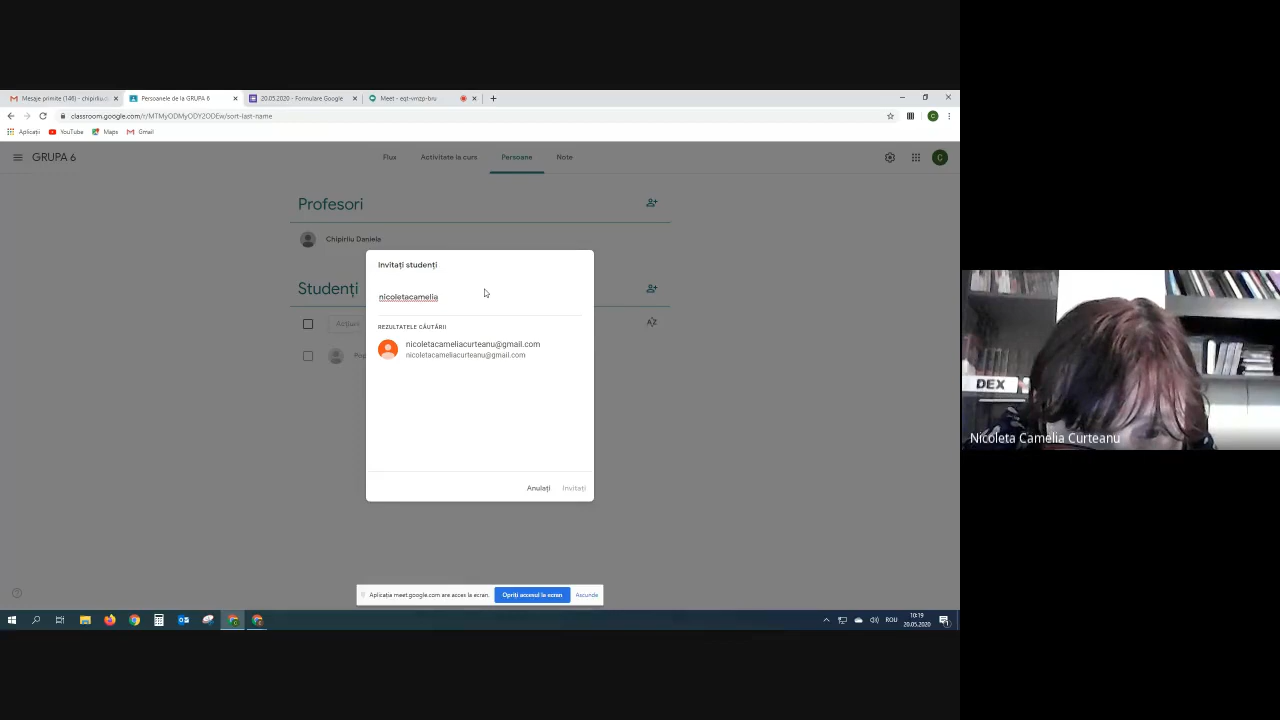 Mesaje primite (146) - chipiriiu.d
Persoanele de la GRUPA 6
20.05.2020 - Formulare Google
Meet - eqt-vmzp-bru
classroom.google.com/r/MTMyODMyODY2ODEw/sort-last-name
Aplicații YouTube Maps Gmail
GRUPA 6
Flux Activitate la curs Persoane Note
Profesori
Chipiriiu Daniela
Studenți
Acțiuni
Invitați studenți
nicoletacamelia
REZULTATELE CĂUTĂRII
nicoletacameliacurteanu@gmail.com
nicoletacameliacurteanu@gmail.com
Anulați Invitați
Aplicația meet.google.com are acces la ecran. Opriți accesul la ecran Ascunde
ROU
10:19
20.05.2020
DEX
Nicoleta Camelia Curteanu